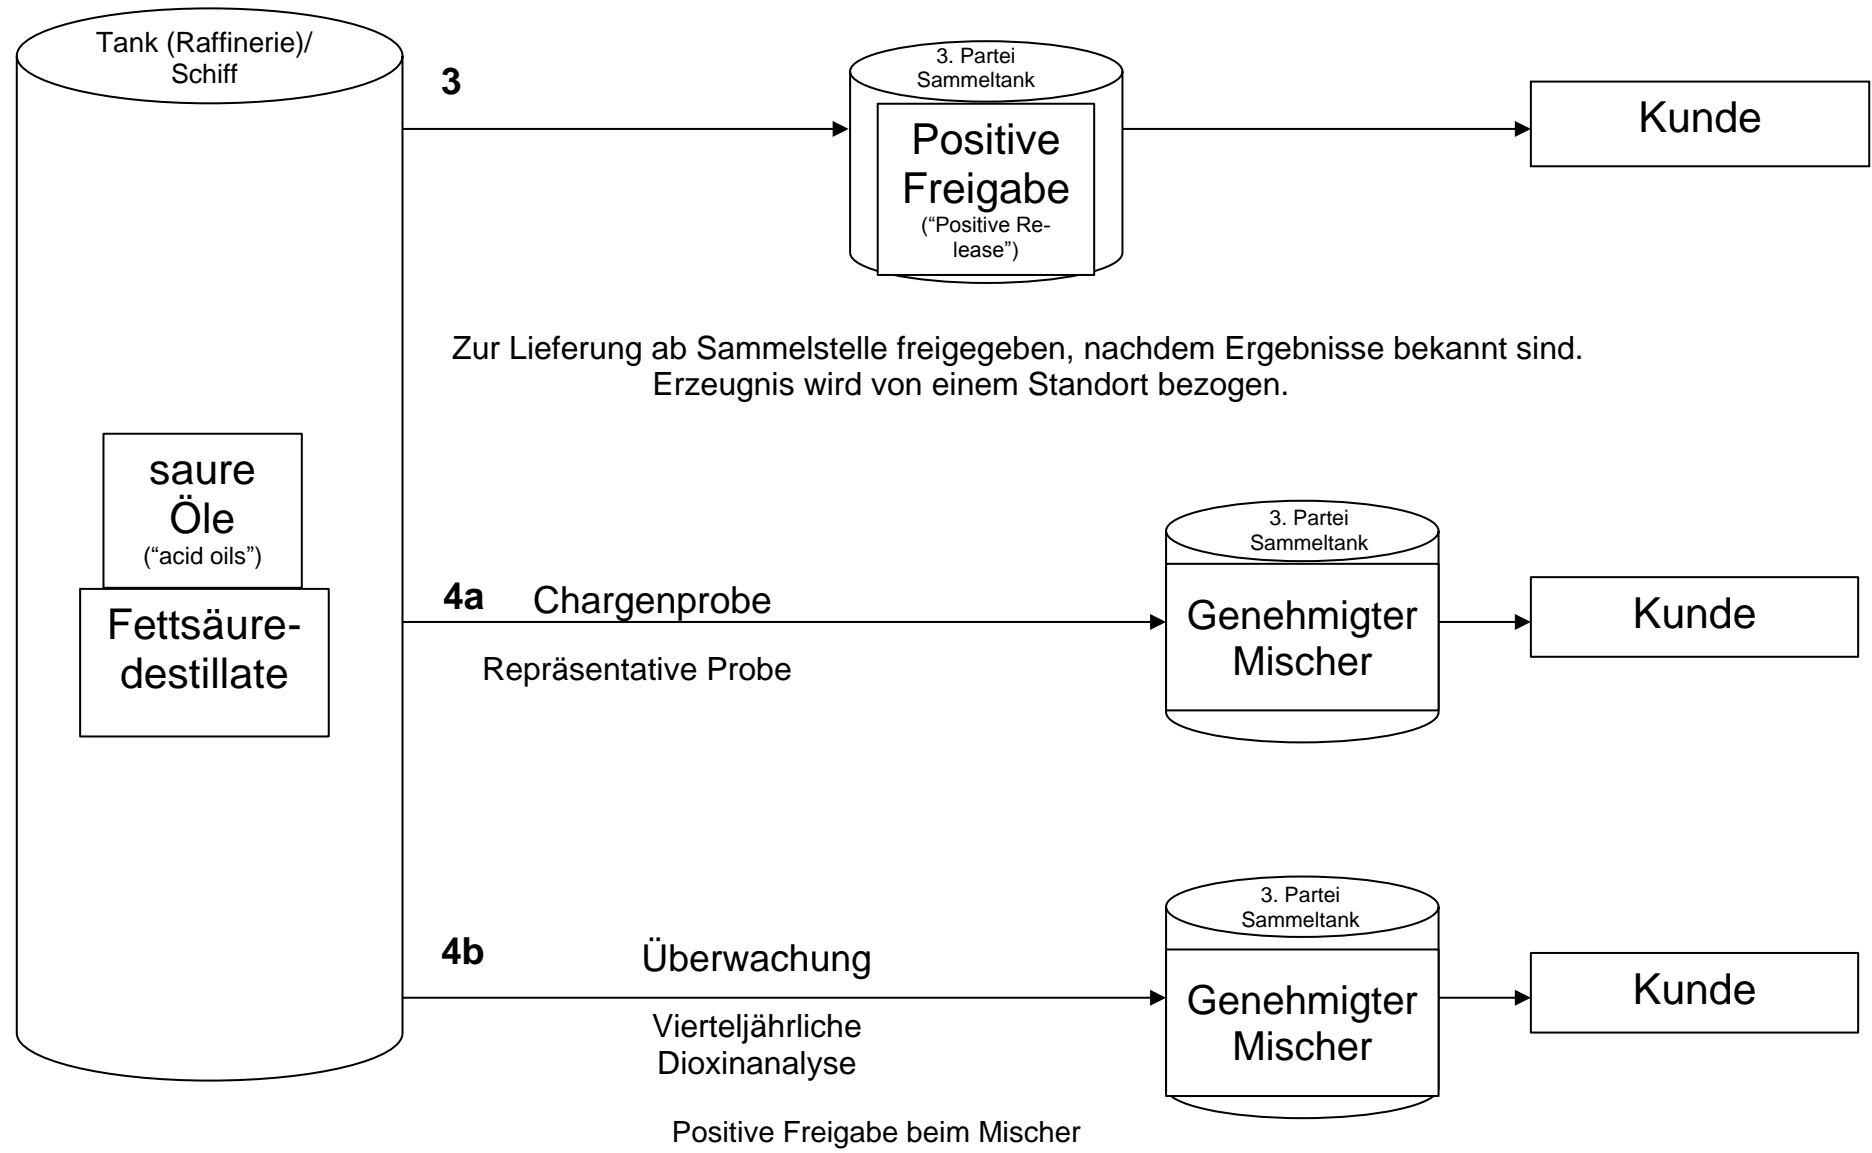 Tank (Raffinerie)/
Schiff
3
3. Partei
Sammeltank
Positive
Freigabe
(“Positive Re-
lease”)
Kunde
Zur Lieferung ab Sammelstelle freigegeben, nachdem Ergebnisse bekannt sind.
Erzeugnis wird von einem Standort bezogen.
saure
Öle
(“acid oils”)
Fettsäure-
destillate
4a
Chargenprobe
Repräsentative Probe
3. Partei
Sammeltank
Genehmigter
Mischer
Kunde
4b
Überwachung
Vierteljährliche
Dioxinanalyse
Positive Freigabe beim Mischer
3. Partei
Sammeltank
Genehmigter
Mischer
Kunde